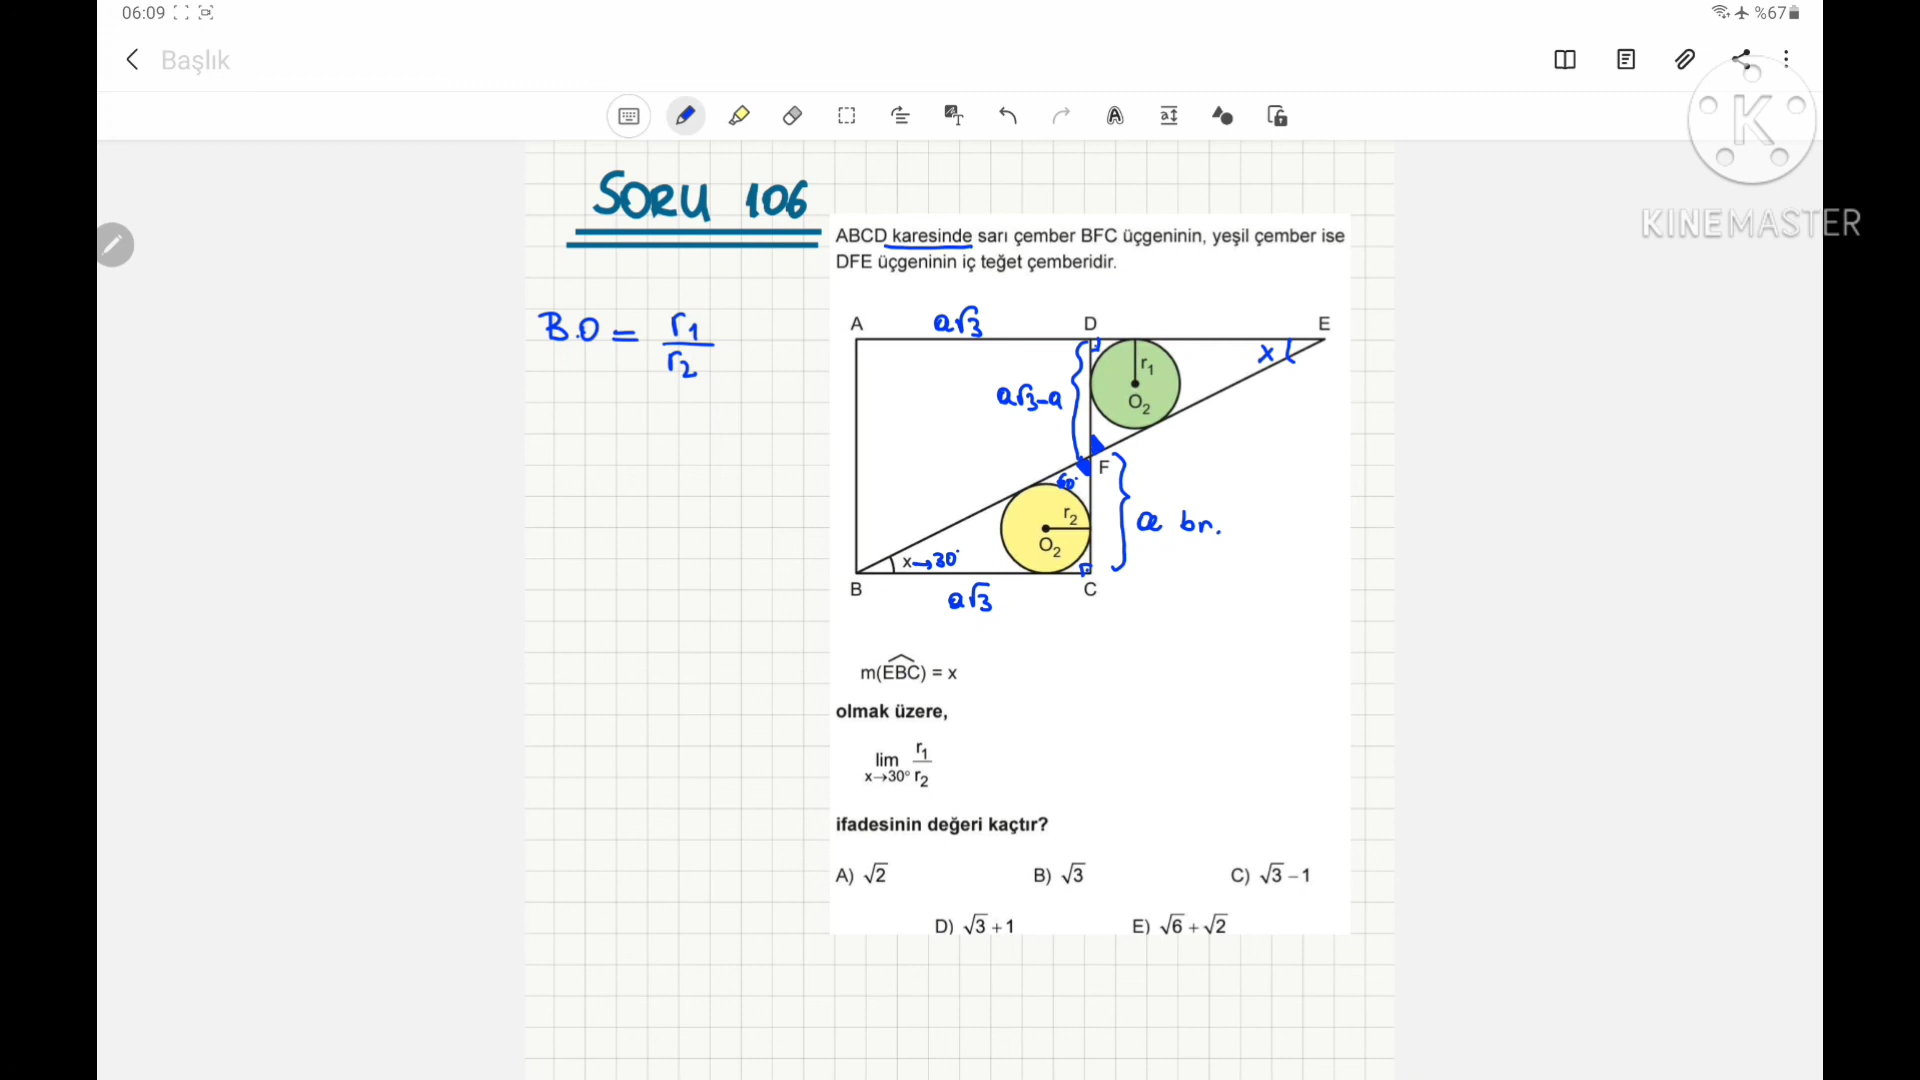 06:09
%67
Başlık
KINEMASTER
SORU 106
ABCD karesinde sarı çember BFC üçgeninin, yeşil çember ise
DFE üçgeninin iç teğet çemberidir.
B.O = r₁/r₂
a√3
A D E
x
r₁
O₂
a√3-a
F
60°
r₂
O₂
a br.
x→30°
B C
a√3
m(EBC) = x
olmak üzere,
lim x→30° r₁/r₂
ifadesinin değeri kaçtır?
A) √2 B) √3 C) √3 – 1
D) √3 + 1 E) √6 + √2